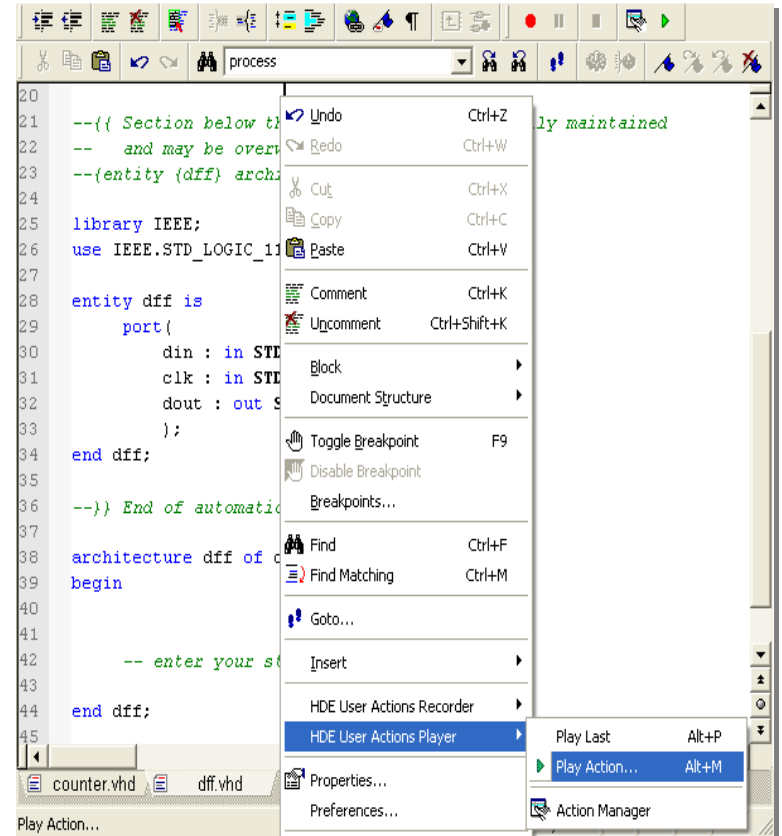 process
20
21 --{{ Section below th
ly maintained
22 -- and may be overw
23 --{entity {dff} archi
24
25 library IEEE;
26 use IEEE.STD_LOGIC_11
27
28 entity dff is
29 port(
30 din : in STD
31 clk : in STD
32 dout : out S
33 );
34 end dff;
35
36 --}} End of automatic
37
38 architecture dff of d
39 begin
40
41
42 -- enter your st
43
44 end dff;
45
Undo Ctrl+Z
Redo Ctrl+W
Cut Ctrl+X
Copy Ctrl+C
Paste Ctrl+V
Comment Ctrl+K
Uncomment Ctrl+Shift+K
Block
Document Structure
Toggle Breakpoint F9
Disable Breakpoint
Breakpoints...
Find Ctrl+F
Find Matching Ctrl+M
Goto...
Insert
HDE User Actions Recorder
HDE User Actions Player
Properties...
Preferences...
Play Last Alt+P
Play Action... Alt+M
Action Manager
counter.vhd dff.vhd
Play Action...